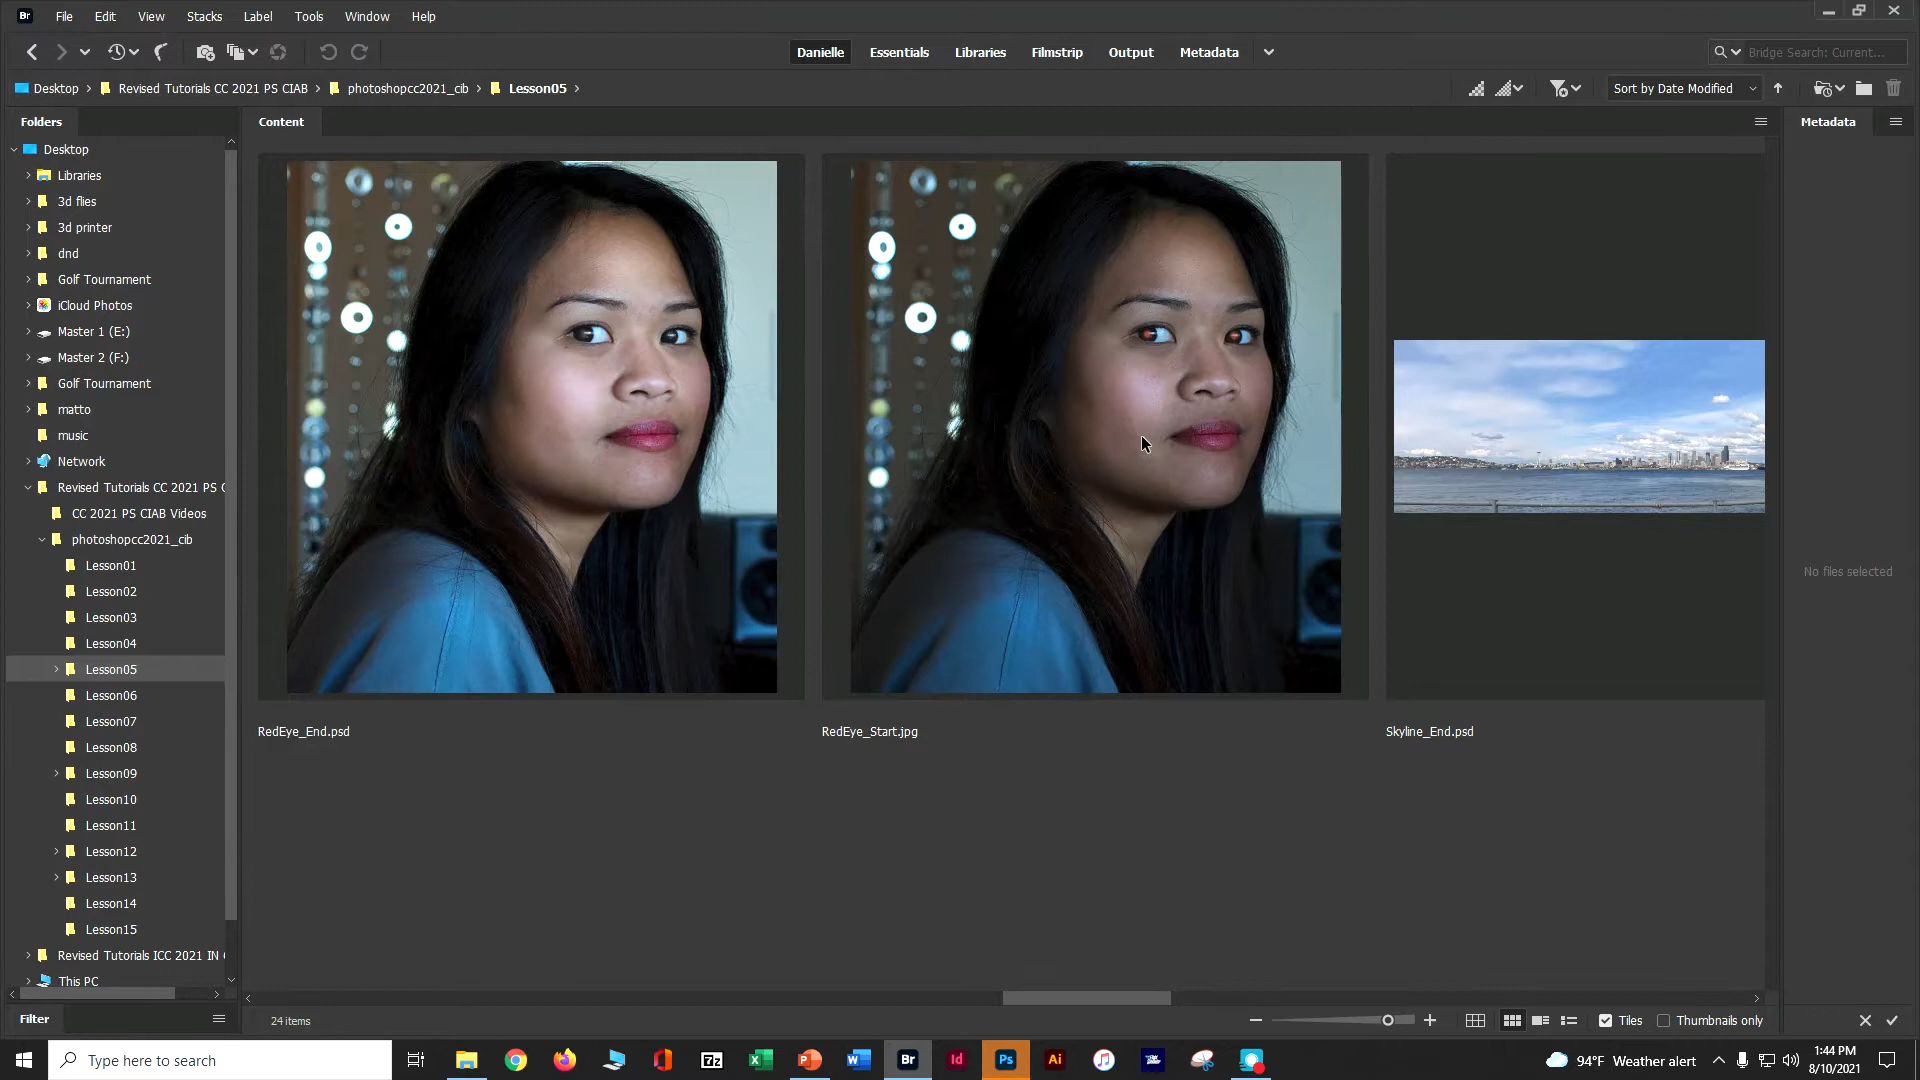 Br File Edit View Stacks Label Tools Window Help
Danielle Essentials Libraries Filmstrip Output Metadata
Bridge Search: Current...
Desktop Revised Tutorials CC 2021 PS CIAB photoshopcc2021_cib Lesson05
Sort by Date Modified
Folders
Content
Metadata
Desktop
Libraries
3d flies
3d printer
dnd
Golf Tournament
iCloud Photos
Master 1 (E:)
Master 2 (F:)
Golf Tournament
matto
music
Network
Revised Tutorials CC 2021 PS C
CC 2021 PS CIAB Videos
photoshopcc2021_cib
Lesson01
Lesson02
Lesson03
Lesson04
Lesson05
Lesson06
Lesson07
Lesson08
Lesson09
Lesson10
Lesson11
Lesson12
Lesson13
Lesson14
Lesson15
Revised Tutorials ICC 2021 IN
This PC
RedEye_End.psd
RedEye_Start.jpg
Skyline_End.psd
No files selected
Filter
24 items
Tiles
Thumbnails only
Type here to search
7z
Br
Id
Ps
Ai
94°F Weather alert
1:44 PM
8/10/2021